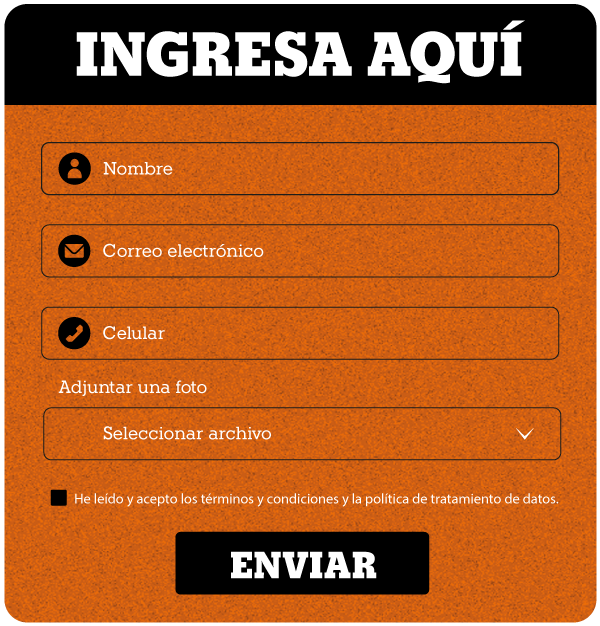 INGRESA AQUÍ
Nombre
Correo electrónico
Celular
Adjuntar una foto
Seleccionar archivo
He leído y acepto los términos y condiciones y la política de tratamiento de datos.
ENVIAR